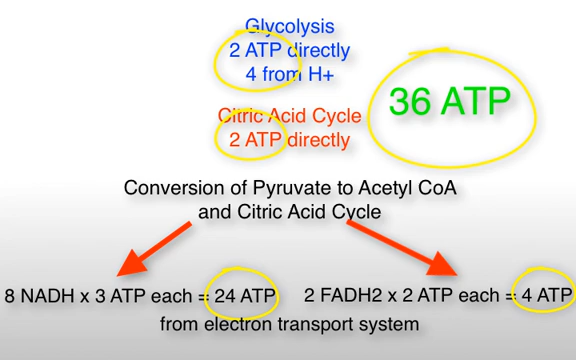 Glycolysis
2 ATP directly
4 from H+
36 ATP
Citric Acid Cycle
2 ATP directly
Conversion of Pyruvate to Acetyl CoA
and Citric Acid Cycle
8 NADH x 3 ATP each = 24 ATP
2 FADH2 x 2 ATP each = 4 ATP
from electron transport system